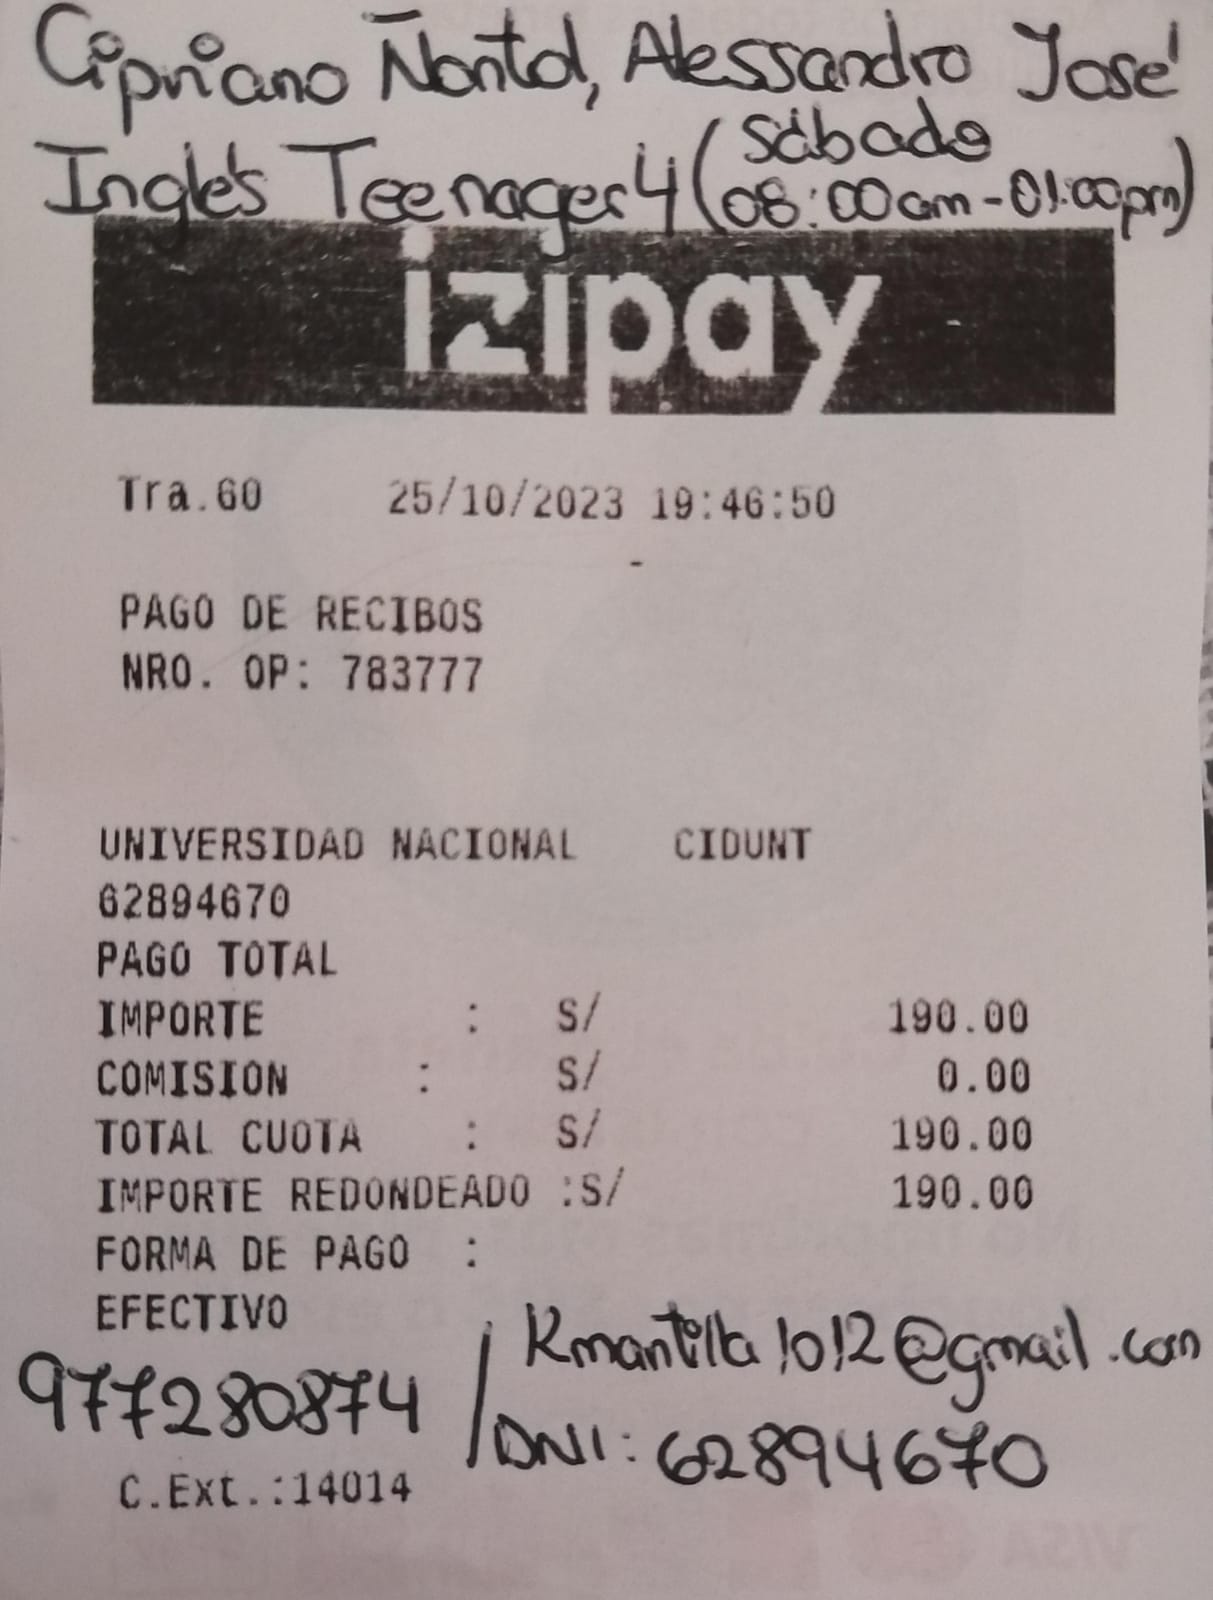 Cipriano Ñontol, Alessandro José
Inglés Teenager 4 (Sábado
08:00am - 01:00pm)
izipay
Tra.60 25/10/2023 19:46:50
-
PAGO DE RECIBOS
NRO. OP: 783777
UNIVERSIDAD NACIONAL CIDUNT
62894670
PAGO TOTAL
IMPORTE : S/ 190.00
COMISION : S/ 0.00
TOTAL CUOTA : S/ 190.00
IMPORTE REDONDEADO :S/ 190.00
FORMA DE PAGO :
EFECTIVO
Kmantilla1012@gmail.com
977280874 / DNI: 62894670
C.Ext.:14014